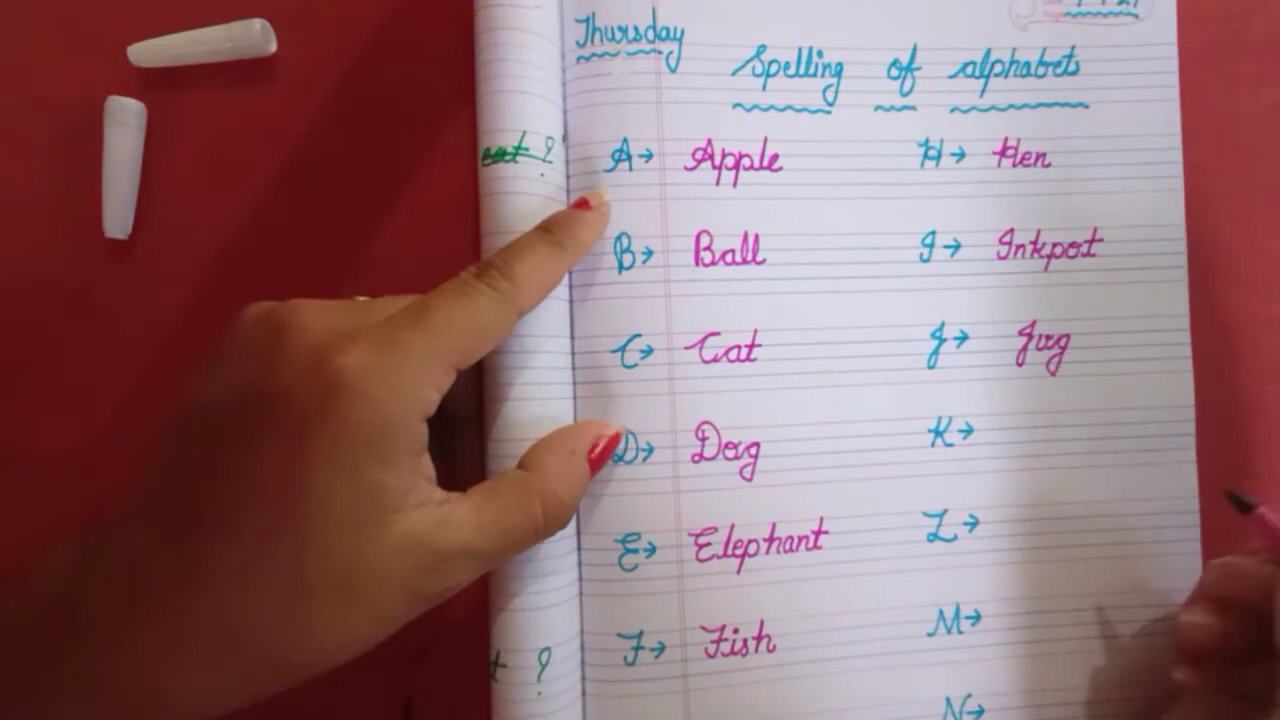 Thursday
Spelling of alphabets
A→ Apple
B→ Ball
C→ Cat
D→ Dog
E→ Elephant
F→ Fish
H→ Hen
I→ Inkpot
J→ Jug
K→
L→
M→
N→